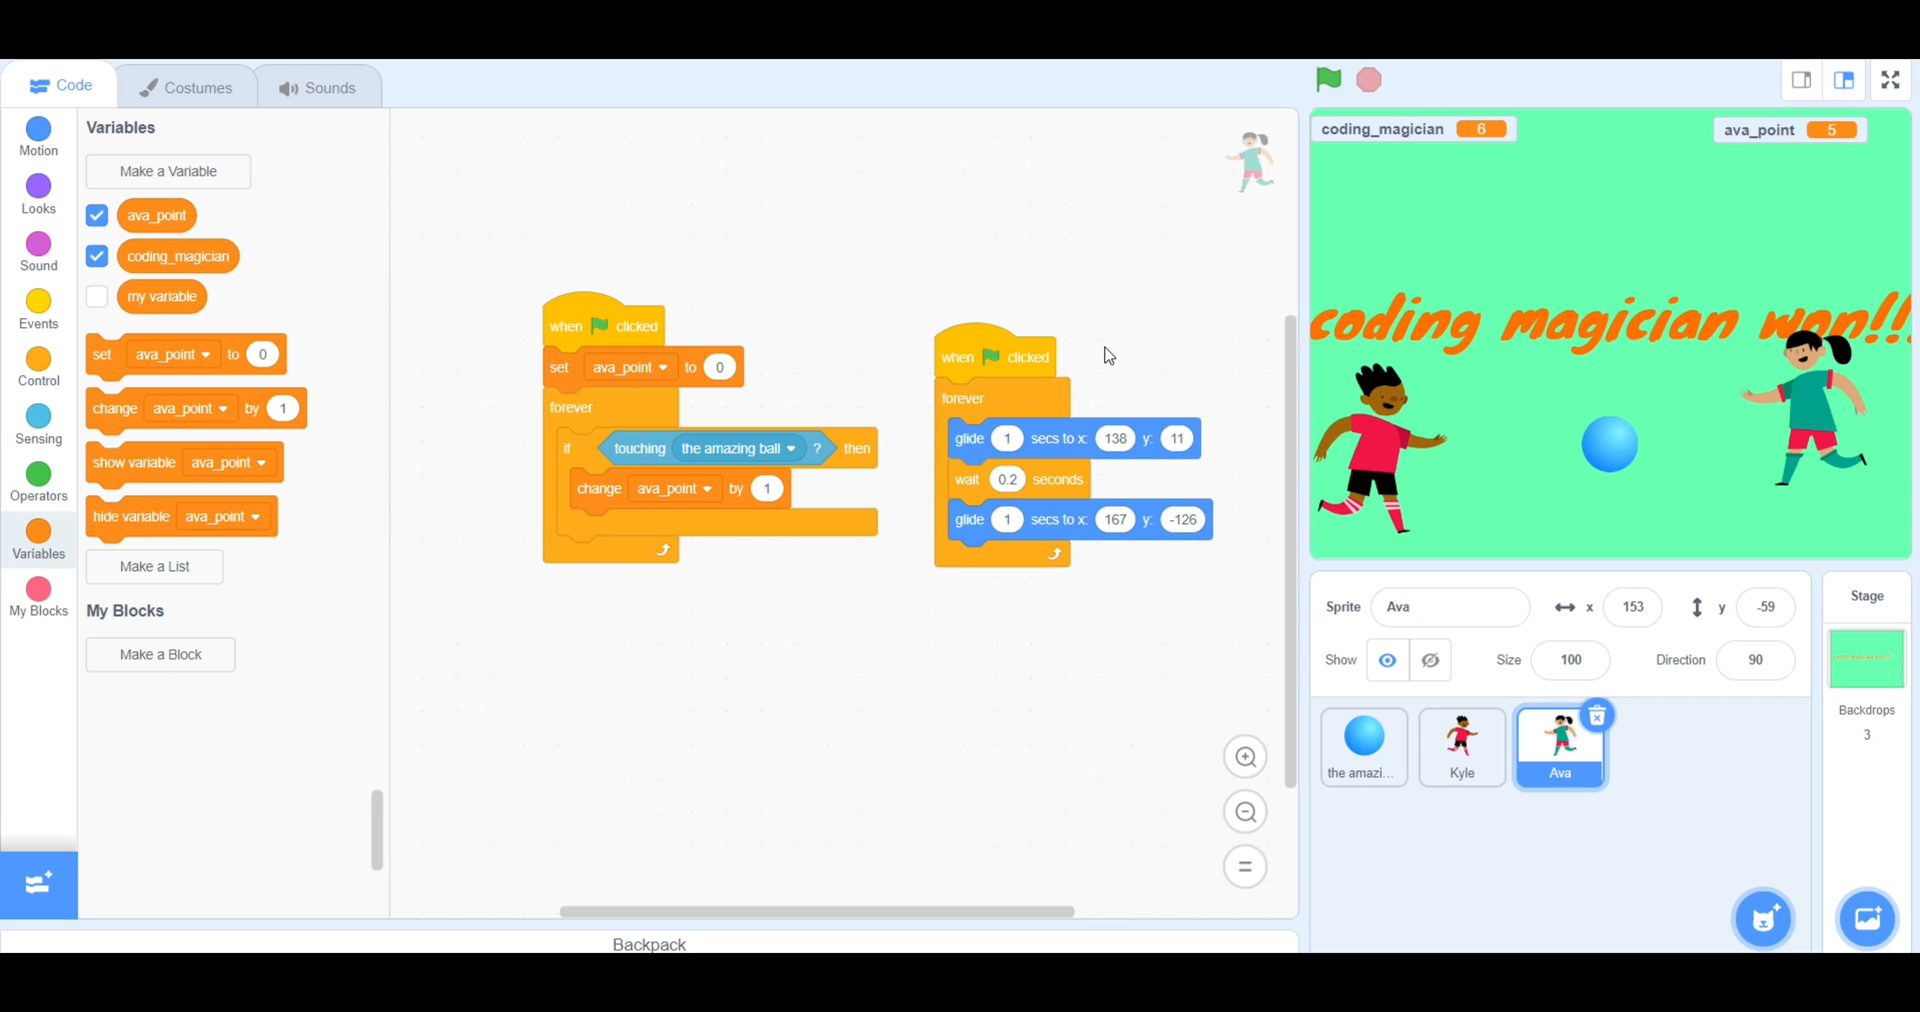 Code
Costumes
Sounds
Motion
Looks
Sound
Events
Control
Sensing
Operators
Variables
My Blocks
Variables
Make a Variable
ava_point
coding_magician
my variable
set ava_point to 0
change ava_point by 1
show variable ava_point
hide variable ava_point
Make a List
My Blocks
Make a Block
when clicked
set ava_point to 0
forever
if touching the amazing ball ? then
change ava_point by 1
when clicked
forever
glide 1 secs to x: 138 y: 11
wait 0.2 seconds
glide 1 secs to x: 167 y: -126
Backpack
coding_magician 6
ava_point 5
coding magician won!!
Sprite Ava x 153 y -59
Show Size 100 Direction 90
the amazi...
Kyle
Ava
Stage
Backdrops
3